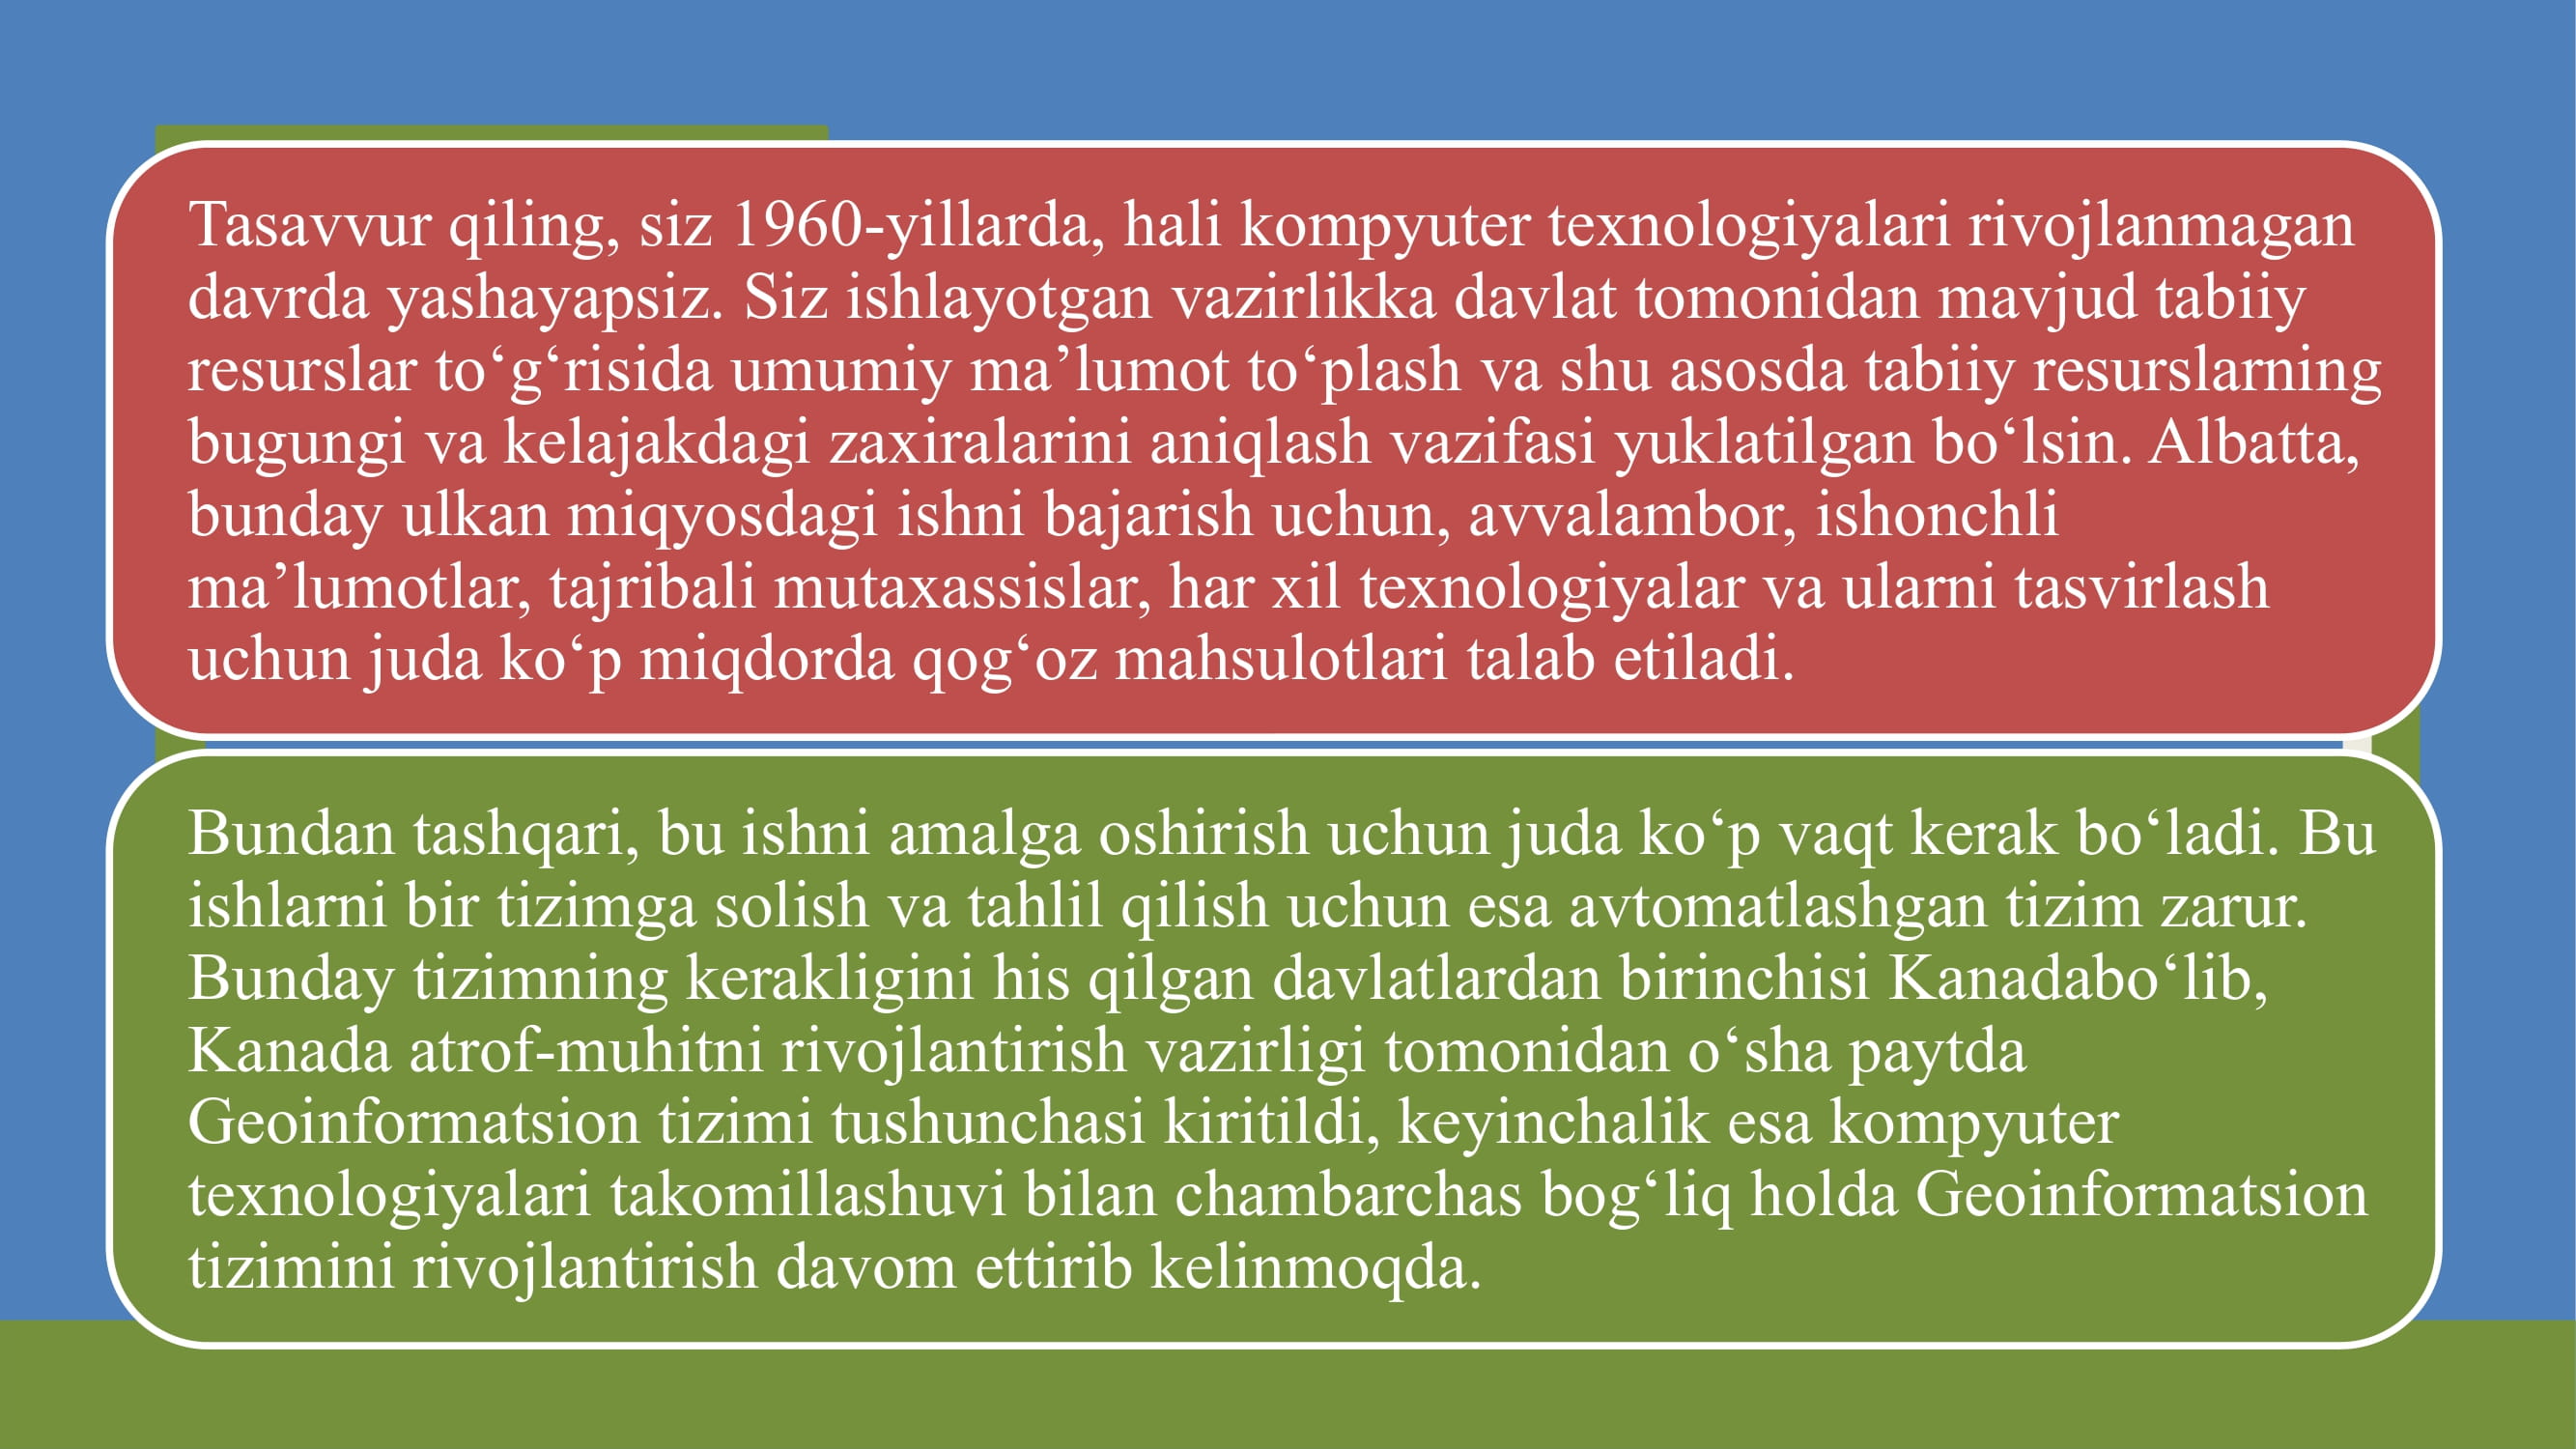 Tasavvur qiling, siz 1960-yillarda, hali kompyuter texnologiyalari rivojlanmagan
davrda yashayapsiz. Siz ishlayotgan vazirlikka davlat tomonidan mavjud tabiiy
resurslar to‘g‘risida umumiy ma’lumot to‘plash va shu asosda tabiiy resurslarning
bugungi va kelajakdagi zaxiralarini aniqlash vazifasi yuklatilgan bo‘lsin. Albatta,
bunday ulkan miqyosdagi ishni bajarish uchun, avvalambor, ishonchli
ma’lumotlar, tajribali mutaxassislar, har xil texnologiyalar va ularni tasvirlash
uchun juda ko‘p miqdorda qog‘oz mahsulotlari talab etiladi.
Bundan tashqari, bu ishni amalga oshirish uchun juda ko‘p vaqt kerak bo‘ladi. Bu
ishlarni bir tizimga solish va tahlil qilish uchun esa avtomatlashgan tizim zarur.
Bunday tizimning kerakligini his qilgan davlatlardan birinchisi Kanadabo‘lib,
Kanada atrof-muhitni rivojlantirish vazirligi tomonidan o‘sha paytda
Geoinformatsion tizimi tushunchasi kiritildi, keyinchalik esa kompyuter
texnologiyalari takomillashuvi bilan chambarchas bog‘liq holda Geoinformatsion
tizimini rivojlantirish davom ettirib kelinmoqda.